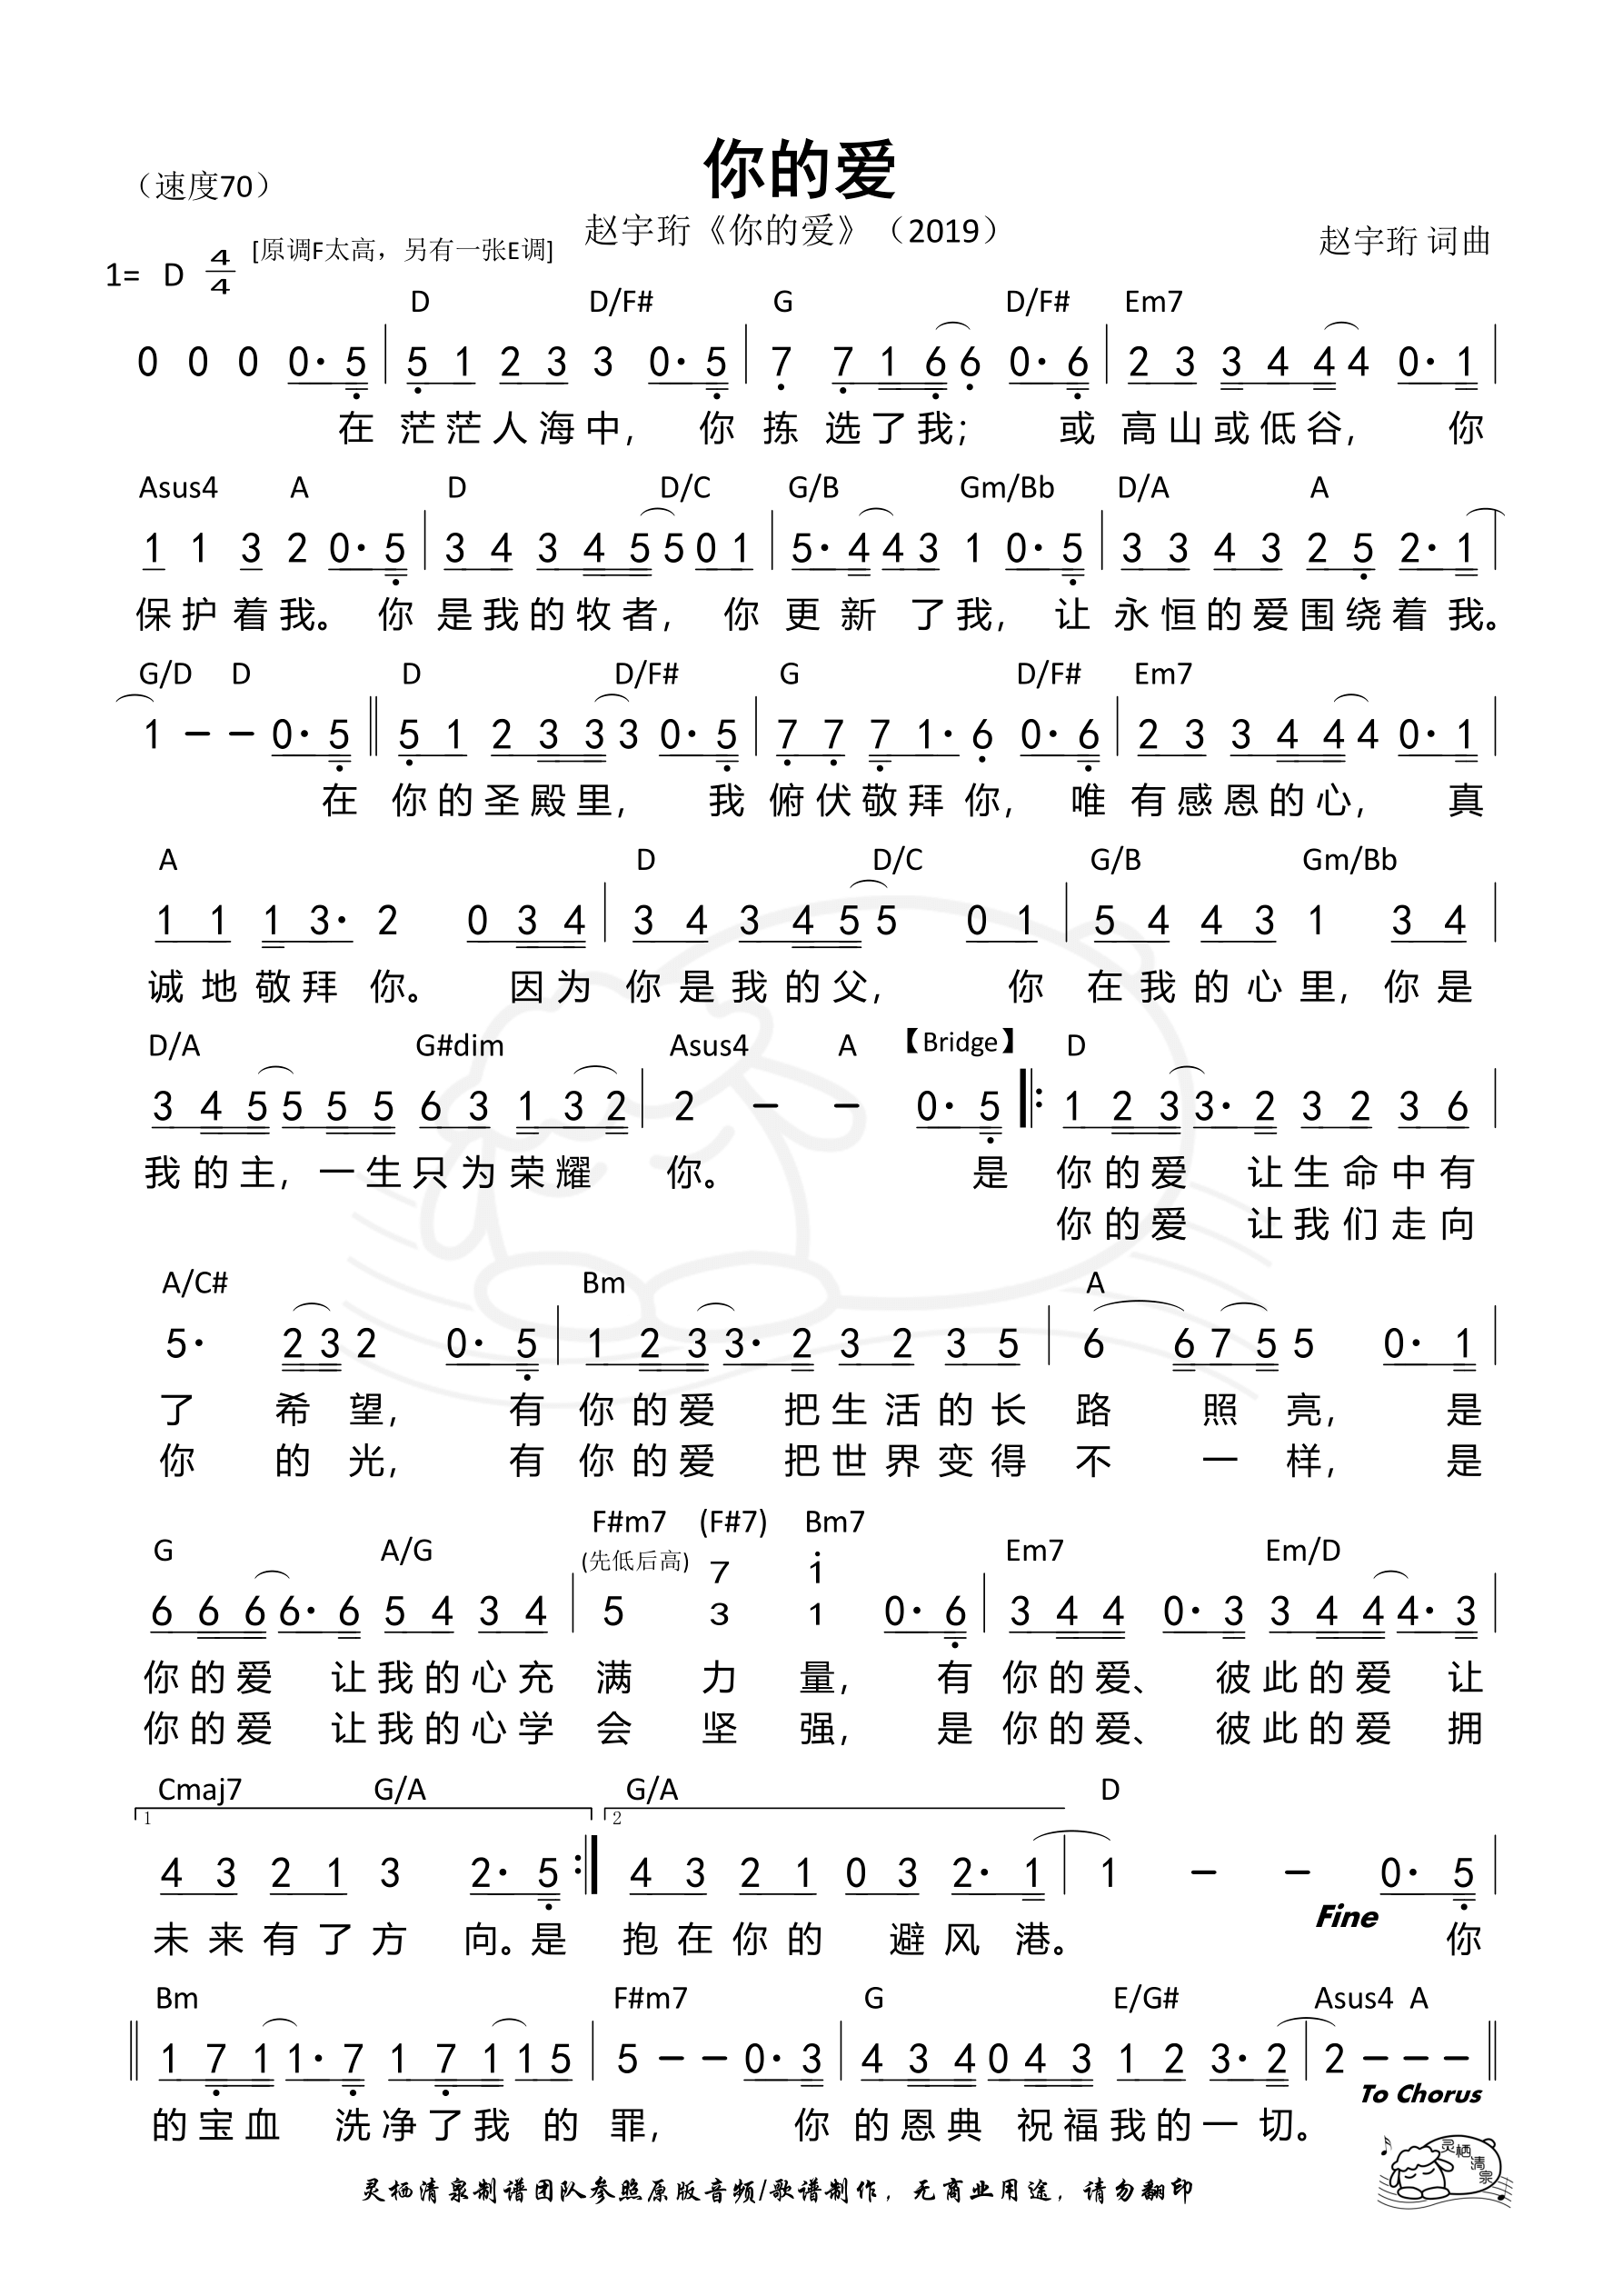 你的爱
（速度70）
赵宇珩《你的爱》（2019）
赵宇珩 词曲
1= D 4/4 [原调F太高，另有一张E调]
D D/F# G D/F# Em7
0 0 0 0· 5 | 5 1 2 3 3 0· 5 | 7 7 1 6 6 0· 6 | 2 3 3 4 4 4 0· 1 |
在 茫茫人海中， 你 拣 选了我； 或 高山或低谷， 你
Asus4 A D D/C G/B Gm/Bb D/A A
1 1 3 2 0· 5 | 3 4 3 4 5 5 0 1 | 5· 4 4 3 1 0· 5 | 3 3 4 3 2 5 2· 1 |
保护着我。 你 是我的牧者， 你 更新 了我， 让 永恒的爱围绕着 我。
G/D D D D/F# G D/F# Em7
1 – – 0· 5 || 5 1 2 3 3 3 0· 5 | 7 7 7 1· 6 0· 6 | 2 3 3 4 4 4 0· 1 |
在 你的圣殿里， 我 俯伏敬拜 你， 唯 有感恩的心， 真
A D D/C G/B Gm/Bb
1 1 1 3· 2 0 3 4 | 3 4 3 4 5 5 0 1 | 5 4 4 3 1 3 4 |
诚地敬拜 你。 因为 你是我的父， 你 在我的心里，你是
D/A G#dim Asus4 A 【Bridge】 D
3 4 5 5 5 5 6 3 1 3 2 | 2 – – 0· 5 |: 1 2 3 3· 2 3 2 3 6 |
我的主，一生只为荣耀 你。 是 你的爱 让生命中有
你的爱 让我们走向
A/C# Bm A
5· 2 3 2 0· 5 | 1 2 3 3· 2 3 2 3 5 | 6 6 7 5 5 0· 1 |
了 希 望， 有 你的爱 把生活的长 路 照 亮， 是
你 的 光， 有 你的爱 把世界变得 不 一 样， 是
F#m7 (F#7) Bm7
G A/G (先低后高) 7 1 Em7 Em/D
6 6 6 6· 6 5 4 3 4 | 5 3 1 0· 6 | 3 4 4 0· 3 3 4 4 4· 3 |
你的爱 让我的心充 满 力 量， 有 你的爱、 彼此的爱 让
你的爱 让我的心学 会 坚 强， 是 你的爱、 彼此的爱 拥
Cmaj7 G/A G/A D
1 2
4 3 2 1 3 2· 5 :| 4 3 2 1 0 3 2· 1 | 1 – – 0· 5 |
未来有了方 向。是 抱在你的 避风 港。 Fine 你
Bm F#m7 G E/G# Asus4 A
|| 1 7 1 1· 7 1 7 1 1 5 | 5 – – 0· 3 | 4 3 4 0 4 3 1 2 3· 2 | 2 – – – ||
To Chorus
的宝血 洗净了我 的 罪， 你 的恩典 祝福我的一 切。
灵栖清泉
灵栖清泉制谱团队参照原版音频/歌谱制作，无商业用途，请勿翻印